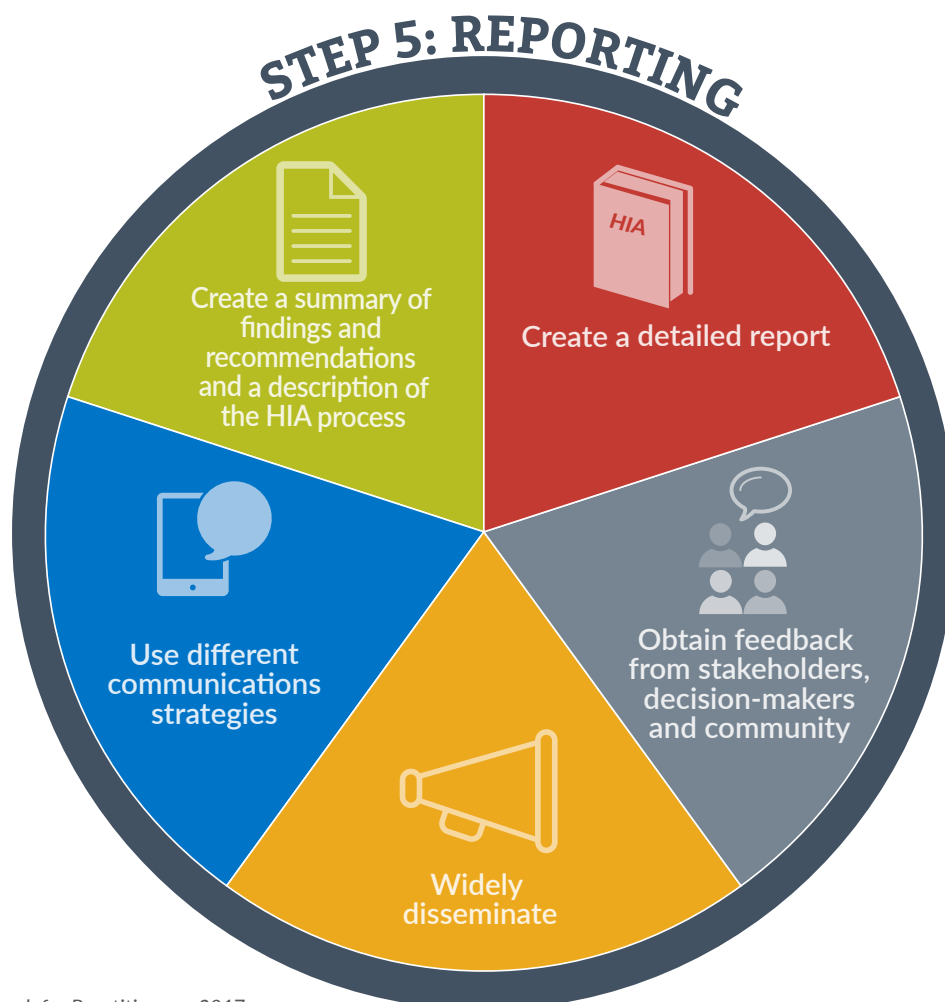 STEP 5: REPORTING
HIA
Create a detailed report
Obtain feedback
from stakeholders,
decision-makers
and community
Widely
disseminate
Use different
communications
strategies
Create a summary of
findings and
recommendations
and a description of
the HIA process
2017